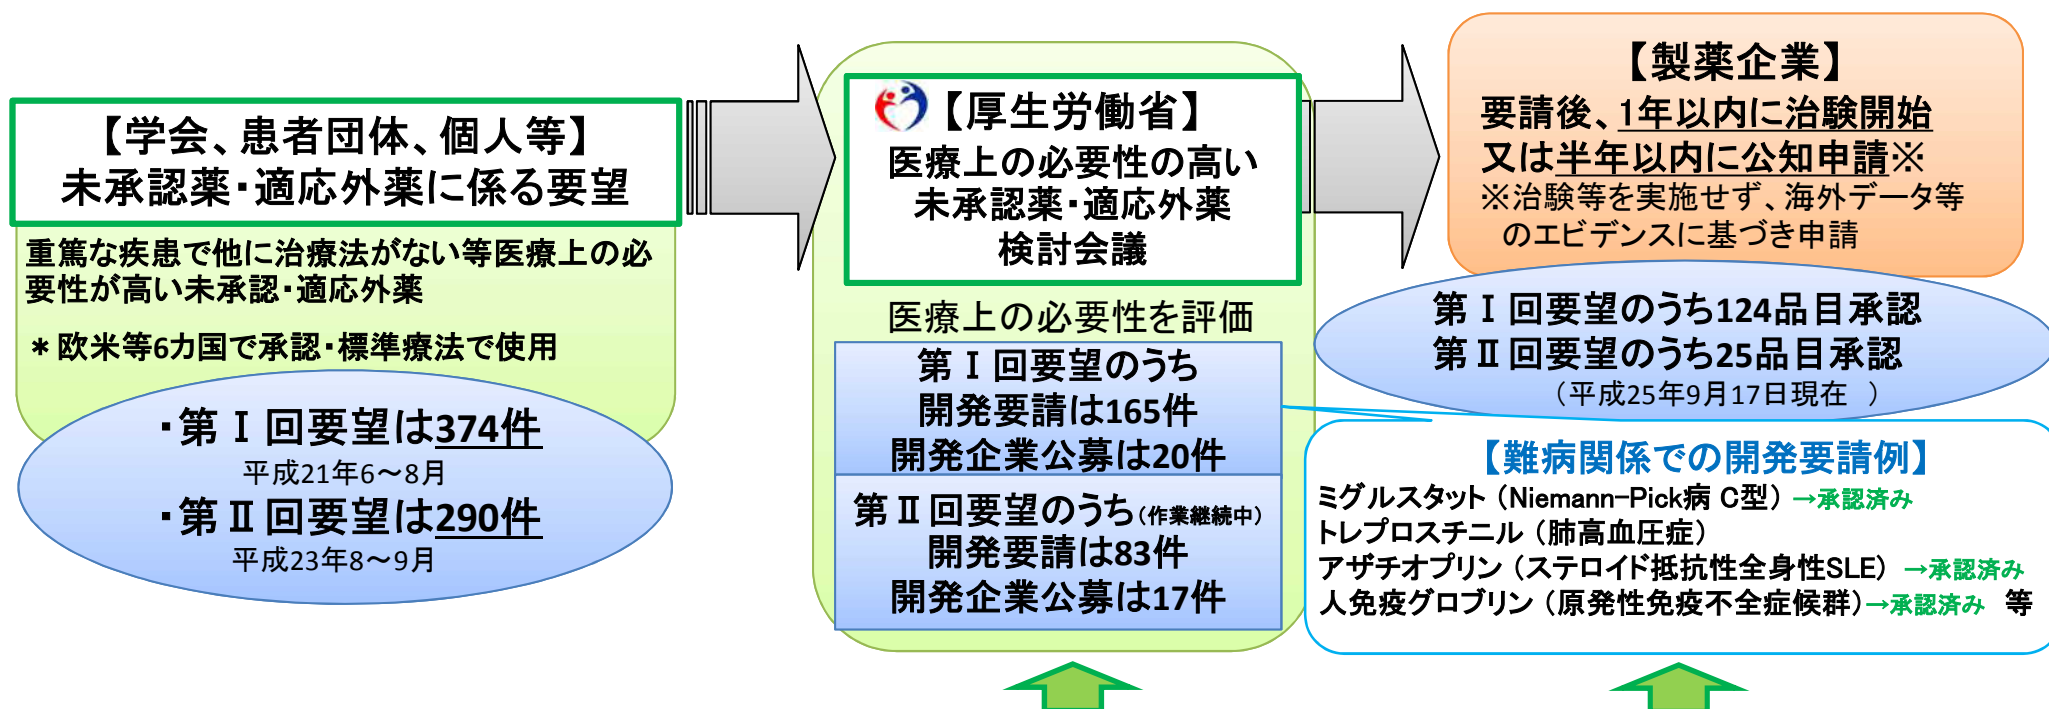 【学会、患者団体、個人等】
未承認薬・適応外薬に係る要望
重篤な疾患で他に治療法がない等医療上の必
要性が高い未承認・適応外薬
＊欧米等6カ国で承認・標準療法で使用
・第Ⅰ回要望は374件
平成21年6～8月
・第Ⅱ回要望は290件
平成23年8～9月
【厚生労働省】
医療上の必要性の高い
未承認薬・適応外薬
検討会議
医療上の必要性を評価
第Ⅰ回要望のうち
開発要請は165件
開発企業公募は20件
第Ⅱ回要望のうち（作業継続中）
開発要請は83件
開発企業公募は17件
【製薬企業】
要請後、1年以内に治験開始
又は半年以内に公知申請※
※治験等を実施せず、海外データ等
のエビデンスに基づき申請
第Ⅰ回要望のうち124品目承認
第Ⅱ回要望のうち25品目承認
（平成25年9月17日現在　）
【難病関係での開発要請例】
ミグルスタット（Niemann-Pick病 C型）→承認済み
トレプロスチニル（肺高血圧症）
アザチオプリン（ステロイド抵抗性全身性SLE）→承認済み
人免疫グロブリン（原発性免疫不全症候群）→承認済み　等